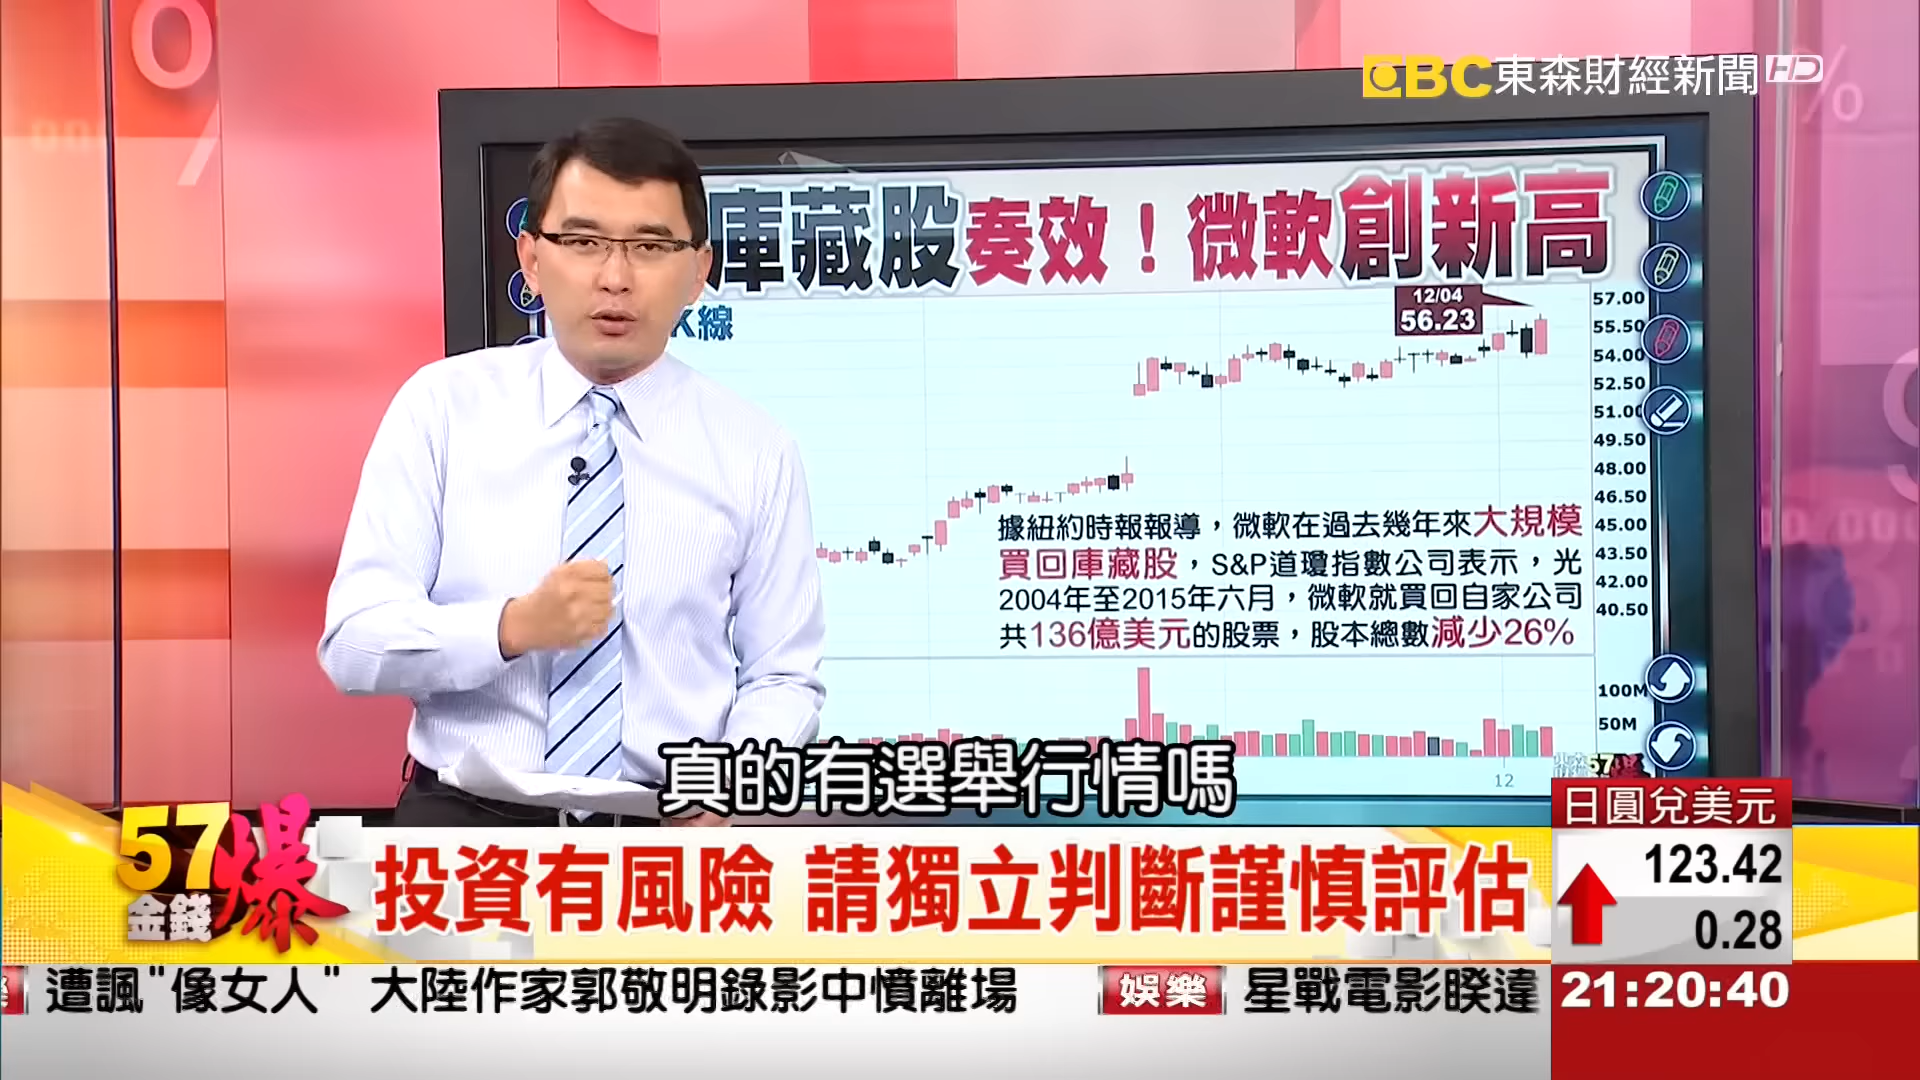 EBC東森財經新聞HD
庫藏股奏效！微軟創新高
K線
12/04
56.23
57.00
55.50
54.00
52.50
51.00
49.50
48.00
46.50
45.00
43.50
42.00
40.50
據紐約時報報導，微軟在過去幾年來大規模
買回庫藏股，S&P道瓊指數公司表示，光
2004年至2015年六月，微軟就買回自家公司
共136億美元的股票，股本總數減少26%
100M
50M
12
真的有選舉行情嗎
57金錢爆
投資有風險 請獨立判斷謹慎評估
日圓兌美元
123.42
0.28
遭諷"像女人" 大陸作家郭敬明錄影中憤離場 娛樂 星戰電影睽違
21:20:40